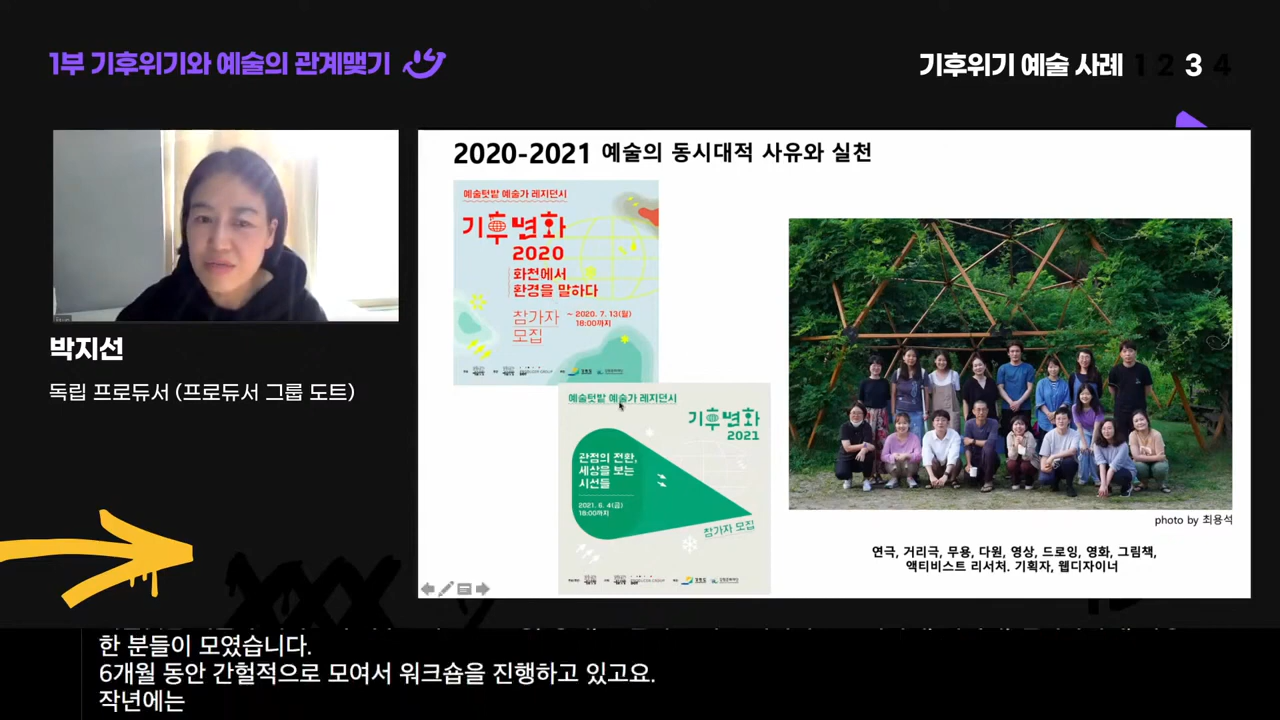 1부 기후위기와 예술의 관계맺기
기후위기 예술 사례 1 2 3 4
박지선
독립 프로듀서 (프로듀서 그룹 도트)
2020-2021 예술의 동시대적 사유와 실천
예술텃밭 예술가 레지던시
기후변화
2020
화천에서
환경을 말하다
참가자
모집
~ 2020. 7. 13(월)
18:00까지
예술텃밭 예술가 레지던시
기후변화
2021
관점의 전환,
세상을 보는
시선들
2021. 6. 4(금)
18:00까지
참가자 모집
photo by 최용석
연극, 거리극, 무용, 다원, 영상, 드로잉, 영화, 그림책,
액티비스트 리서처. 기획자, 웹디자이너
한 분들이 모였습니다.
6개월 동안 간헐적으로 모여서 워크숍을 진행하고 있고요.
작년에는